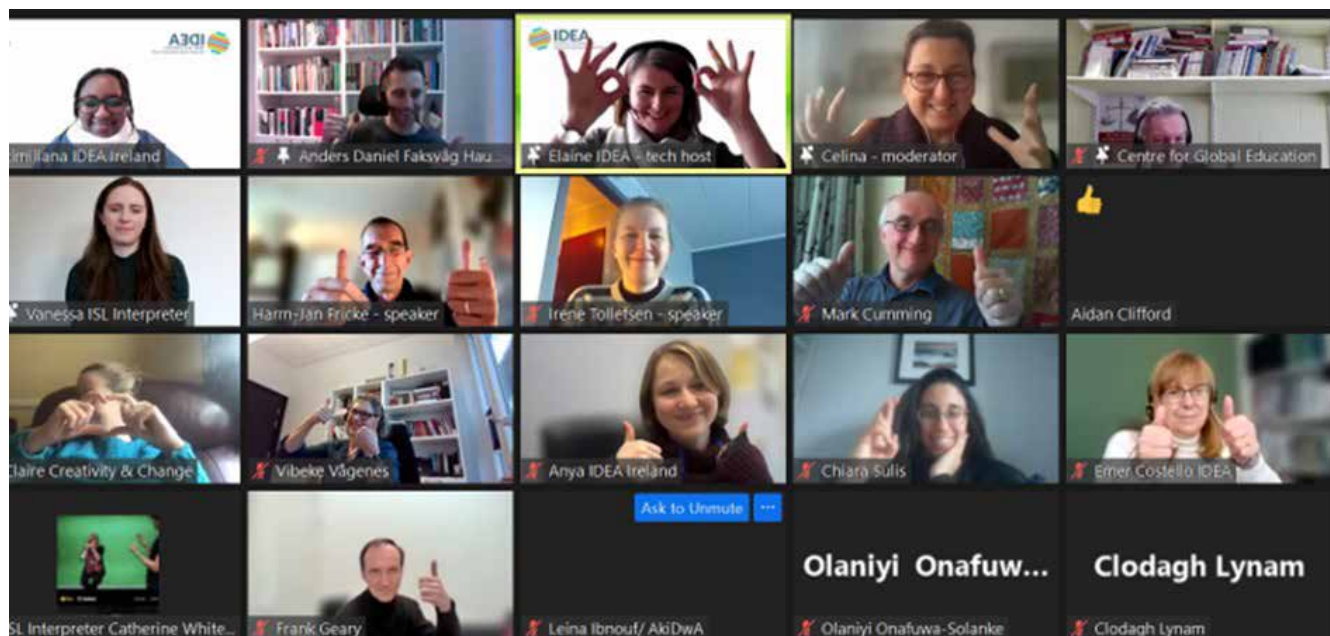 IDEA
IDEA
imiliana IDEA Ireland
Anders Daniel Faksvåg Hau...
Elaine IDEA - tech host
Celina - moderator
Centre for Global Education
Vanessa ISL Interpreter
Harm-Jan Fricke - speaker
Irene Tollefsen - speaker
Mark Cumming
Aidan Clifford
Claire Creativity & Change
Vibeke Vågenes
Anya IDEA Ireland
Chiara Sulis
Emer Costello IDEA
Ask to Unmute
Olaniyi Onafuw...
Clodagh Lynam
SL Interpreter Catherine White...
Frank Geary
Leina Ibnouf/ AkiDwA
Olaniyi Onafuwa-Solanke
Clodagh Lynam